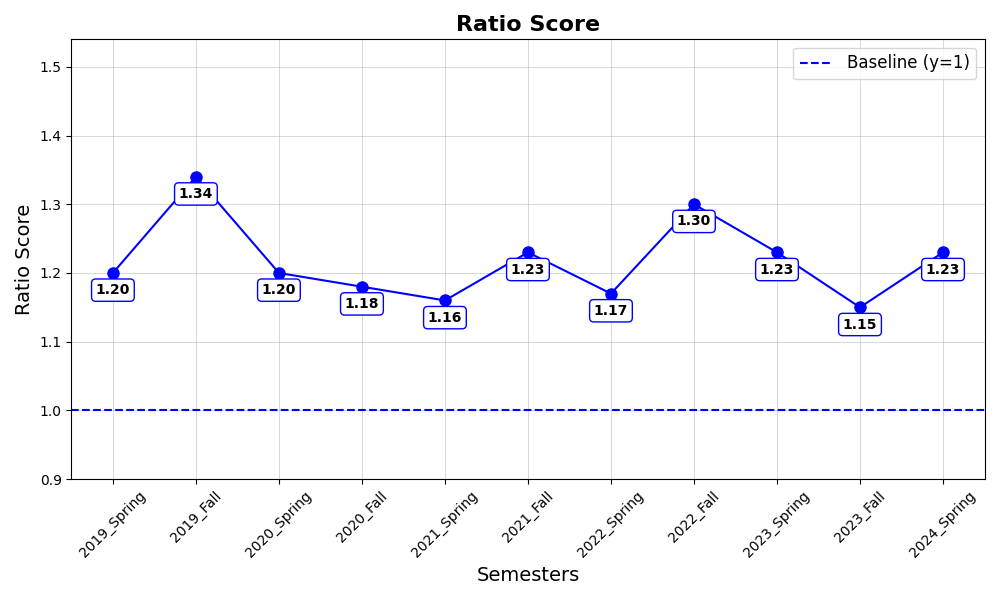 Ratio Score
Baseline (y=1)
Ratio Score
1.5
1.4
1.3
1.2
1.1
1.0
0.9
1.20
1.34
1.20
1.18
1.16
1.23
1.17
1.30
1.23
1.15
1.23
2019_Spring
2019_Fall
2020_Spring
2020_Fall
2021_Spring
2021_Fall
2022_Spring
2022_Fall
2023_Spring
2023_Fall
2024_Spring
Semesters